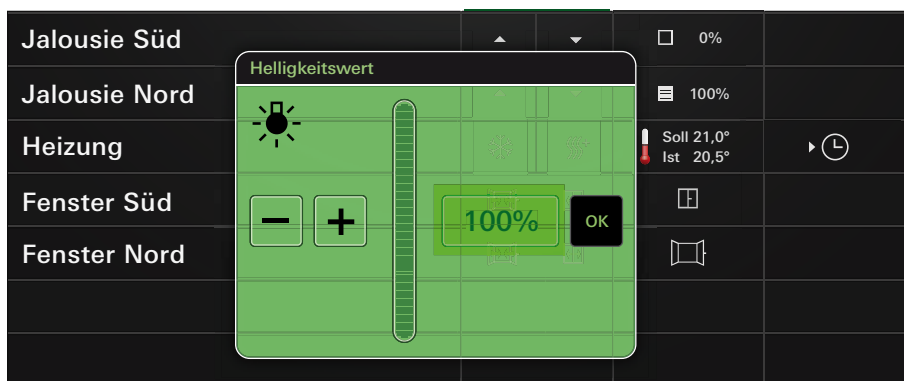 Jalousie Süd
0%
Helligkeitswert
Jalousie Nord
100%
Heizung
Soll 21,0°
Ist 20,5°
Fenster Süd
− +
100%
OK
Fenster Nord